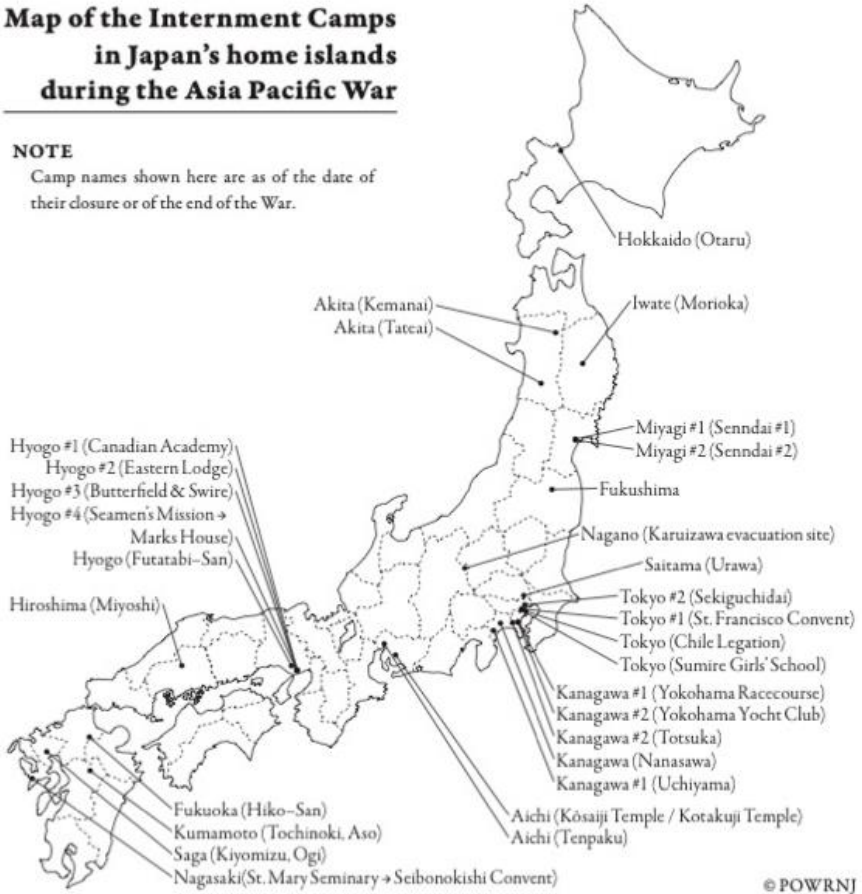 Map of the Internment Camps
in Japan's home islands
during the Asia Pacific War
NOTE
Camp names shown here are as of the date of
their closure or of the end of the War.
Hokkaido (Otaru)
Akita (Kemanai)
Akita (Tateai)
Iwate (Morioka)
Miyagi #1 (Senndai #1)
Miyagi #2 (Senndai #2)
Fukushima
Nagano (Karuizawa evacuation site)
Saitama (Urawa)
Tokyo #2 (Sekiguchidai)
Tokyo #1 (St. Francisco Convent)
Tokyo (Chile Legation)
Tokyo (Sumire Girls' School)
Kanagawa #1 (Yokohama Racecourse)
Kanagawa #2 (Yokohama Yocht Club)
Kanagawa #2 (Totsuka)
Kanagawa (Nanasawa)
Kanagawa #1 (Uchiyama)
Hyogo #1 (Canadian Academy)
Hyogo #2 (Eastern Lodge)
Hyogo #3 (Butterfield & Swire)
Hyogo #4 (Seamen's Mission →
Marks House)
Hyogo (Futatabi-San)
Hiroshima (Miyoshi)
Aichi (Kôsaiji Temple / Kotakuji Temple)
Aichi (Tenpaku)
Fukuoka (Hiko-San)
Kumamoto (Tochinoki, Aso)
Saga (Kiyomizu, Ogi)
Nagasaki(St. Mary Seminary → Seibonokishi Convent)
© POWRNJ